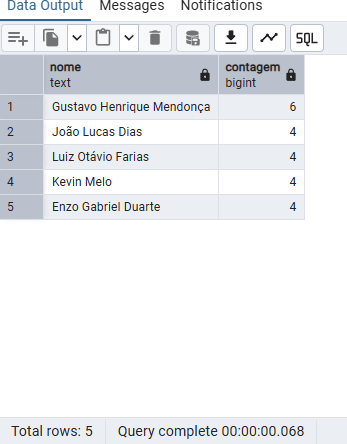 Data Output Messages Notifications
SQL
nome contagem
text bigint
1 Gustavo Henrique Mendonça 6
2 João Lucas Dias 4
3 Luiz Otávio Farias 4
4 Kevin Melo 4
5 Enzo Gabriel Duarte 4
Total rows: 5 Query complete 00:00:00.068